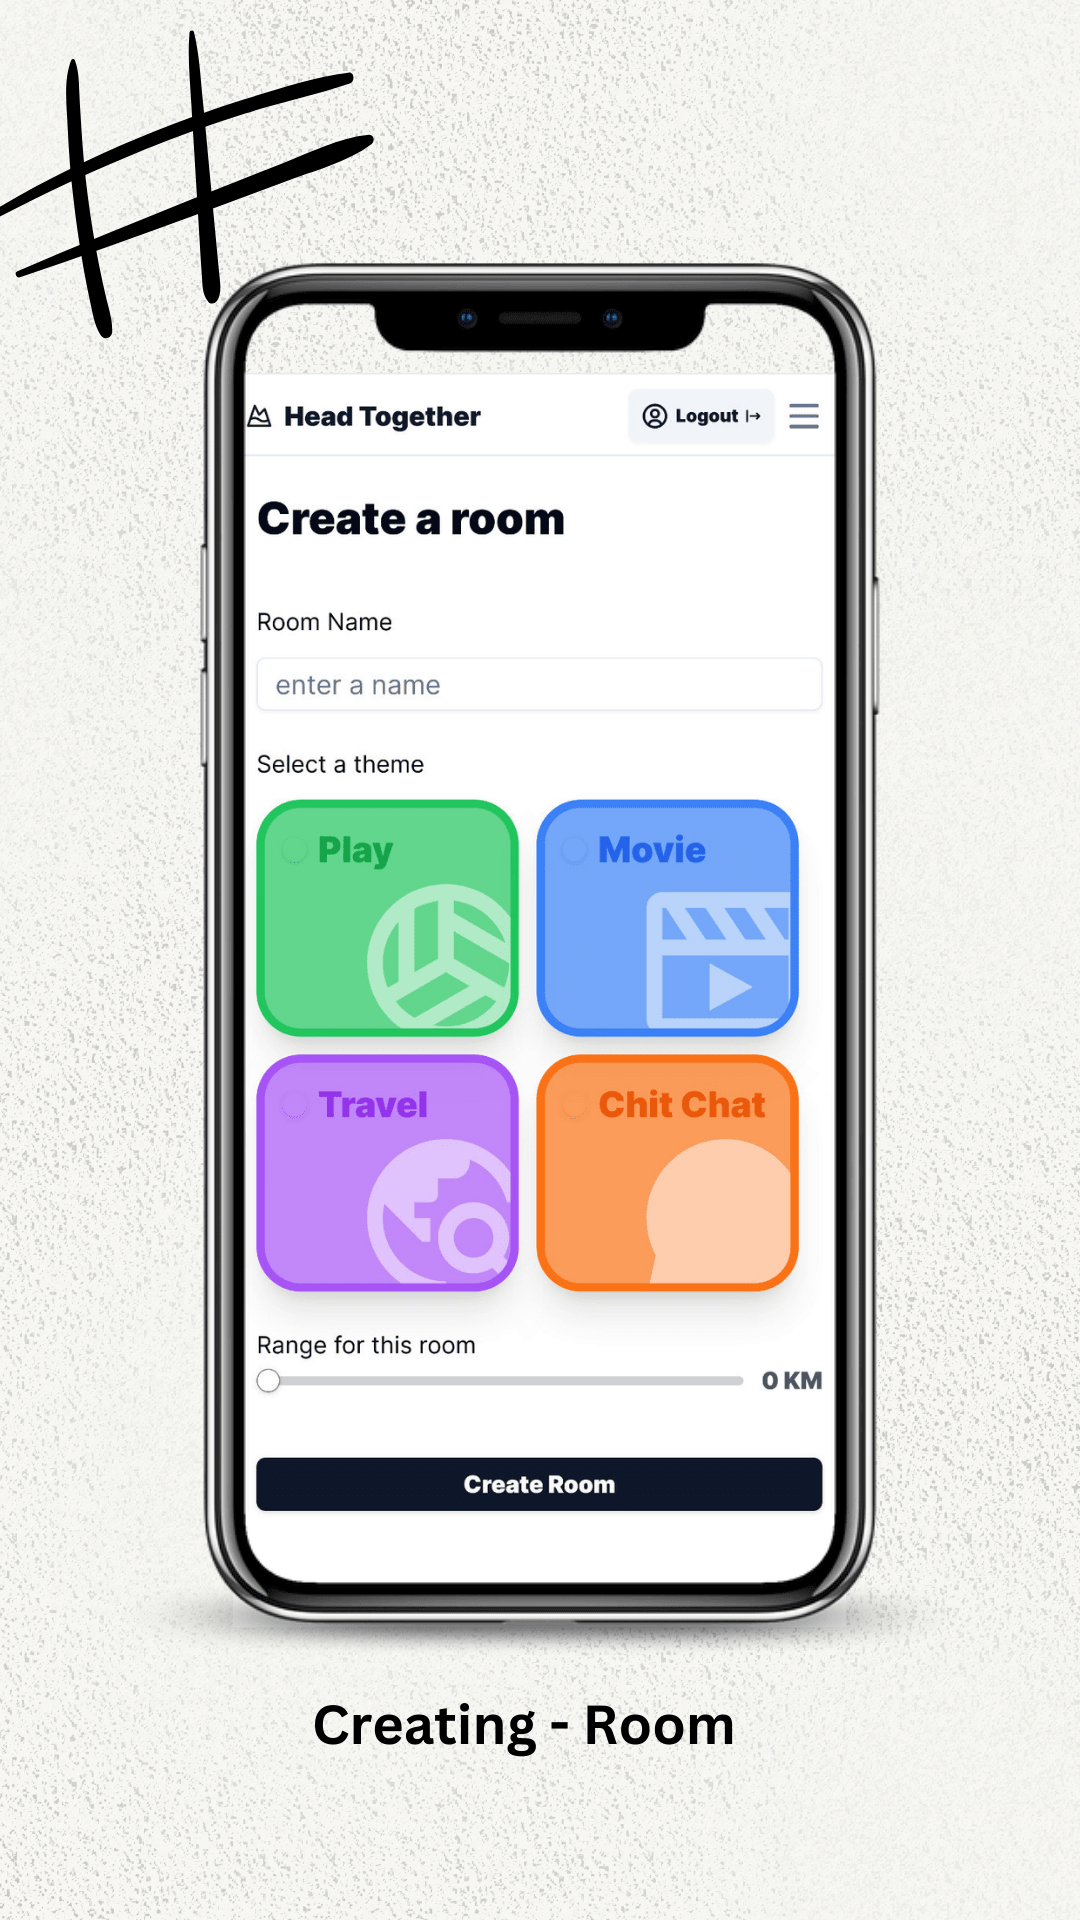 Head Together
Logout
Create a room
Room Name
enter a name
Select a theme
Play
Movie
Travel
Chit Chat
Range for this room
0 KM
Create Room
Creating - Room